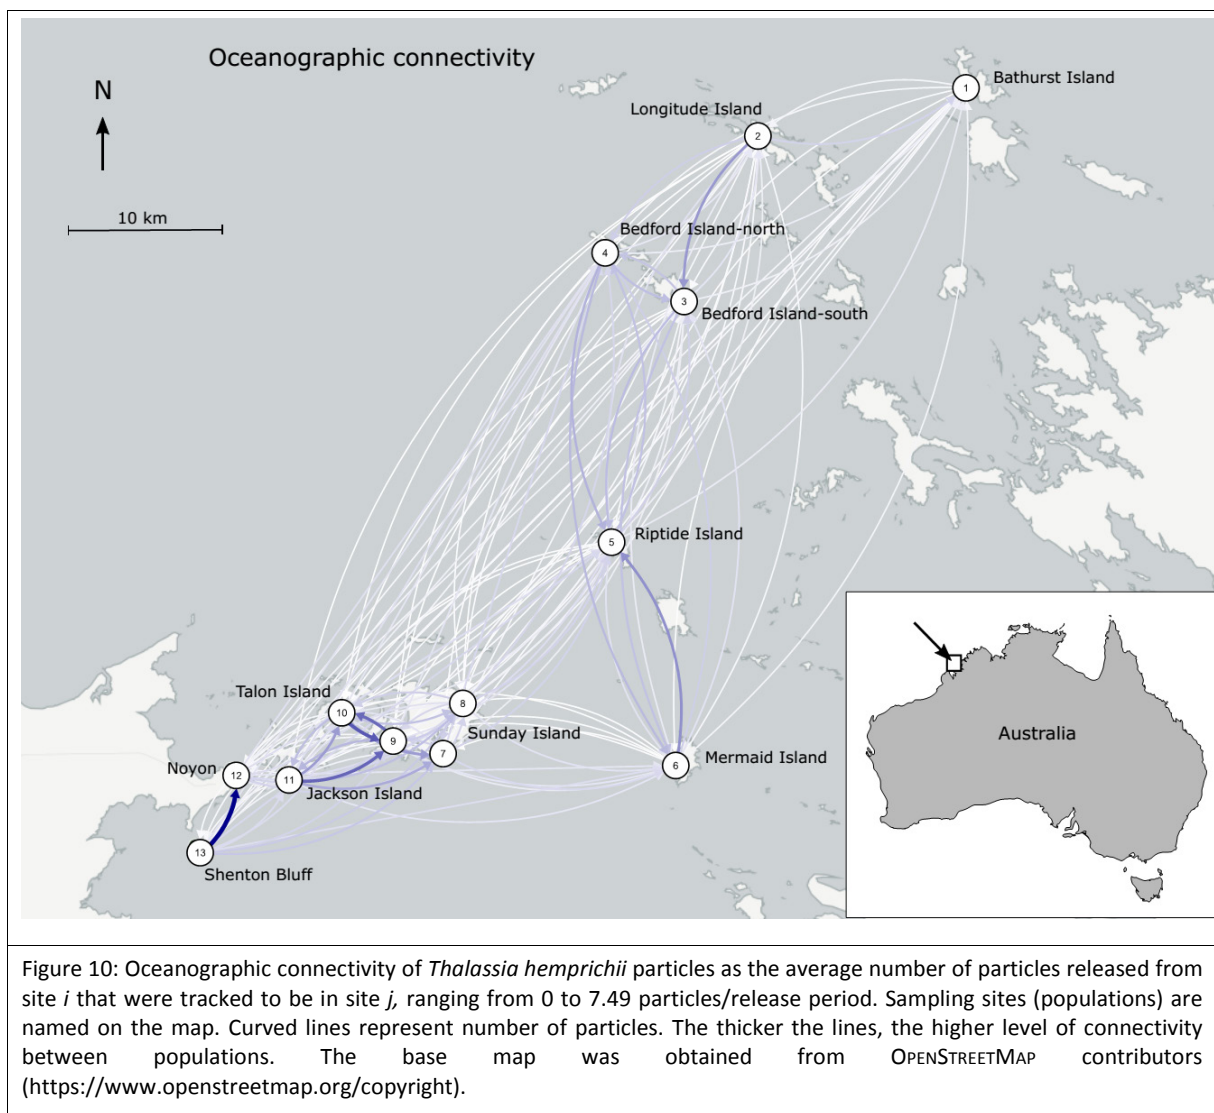 Oceanographic connectivity
N
10 km
Bathurst Island
1
Longitude Island
2
Bedford Island-north
4
3
Bedford Island-south
5
Riptide Island
Talon Island
10
8
9
Sunday Island
7
Noyon
12
11
Jackson Island
6
Mermaid Island
13
Shenton Bluff
Australia
Figure 10: Oceanographic connectivity of Thalassia hemprichii particles as the average number of particles released from
site i that were tracked to be in site j, ranging from 0 to 7.49 particles/release period. Sampling sites (populations) are
named on the map. Curved lines represent number of particles. The thicker the lines, the higher level of connectivity
between populations. The base map was obtained from OPENSTREETMAP contributors
(https://www.openstreetmap.org/copyright).